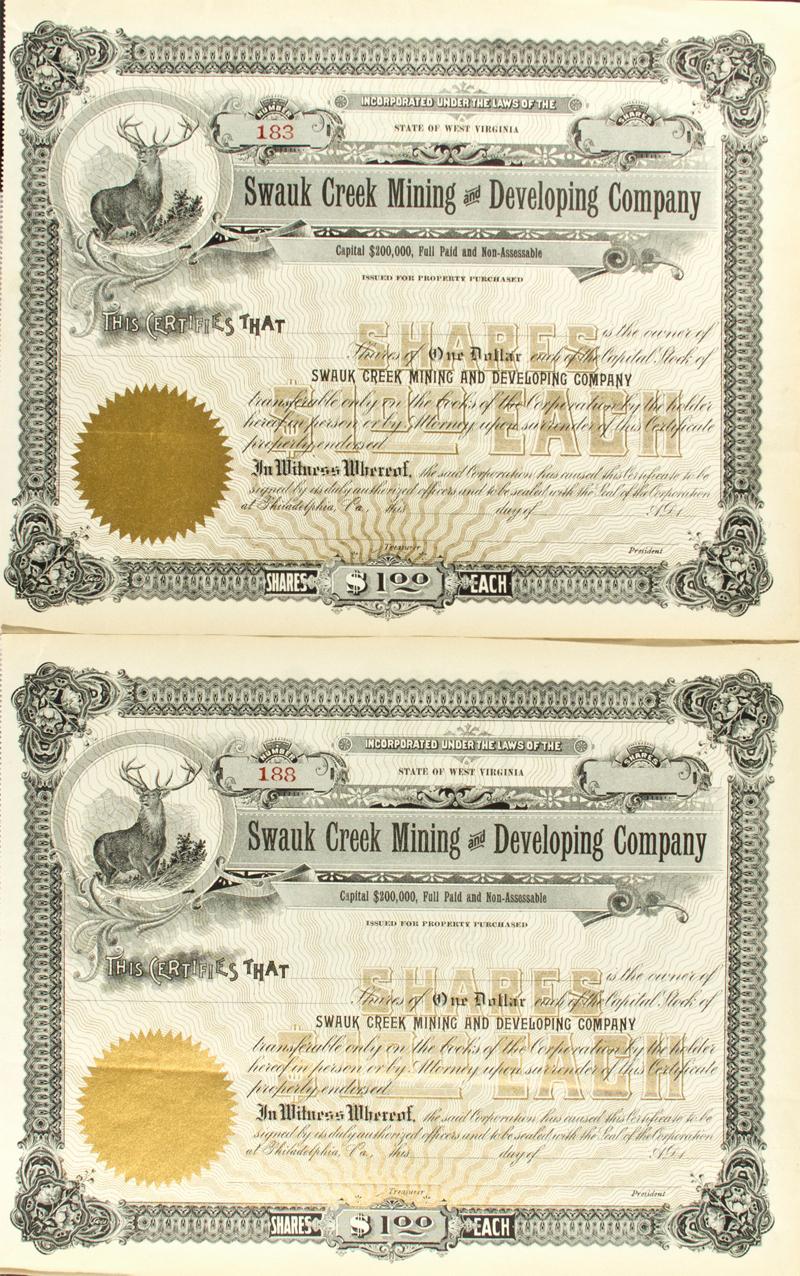 INCORPORATED UNDER THE LAWS OF THE
NUMBER
183
STATE OF WEST VIRGINIA
SHARES
Swauk Creek Mining and Developing Company
Capital $200,000, Full Paid and Non-Assessable
ISSUED FOR PROPERTY PURCHASED
THIS CERTIFIES THAT
is the owner of
SHARES
Shares of One Dollar each of the Capital Stock of
SWAUK CREEK MINING AND DEVELOPING COMPANY
$1.00 EACH
transferable only on the books of the Corporation by the holder
hereof in person or by Attorney upon surrender of this Certificate
properly endorsed
In Witness Whereof, the said Corporation has caused this Certificate to be
signed by its duly authorized officers and to be sealed with the Seal of the Corporation
at Philadelphia, Pa., this day of A.D.
Treasurer President
SHARES $1.00 EACH
INCORPORATED UNDER THE LAWS OF THE
NUMBER
188
STATE OF WEST VIRGINIA
SHARES
Swauk Creek Mining and Developing Company
Capital $200,000, Full Paid and Non-Assessable
ISSUED FOR PROPERTY PURCHASED
THIS CERTIFIES THAT
is the owner of
SHARES
Shares of One Dollar each of the Capital Stock of
SWAUK CREEK MINING AND DEVELOPING COMPANY
$1.00 EACH
transferable only on the books of the Corporation by the holder
hereof in person or by Attorney upon surrender of this Certificate
properly endorsed
In Witness Whereof, the said Corporation has caused this Certificate to be
signed by its duly authorized officers and to be sealed with the Seal of the Corporation
at Philadelphia, Pa., this day of A.D.
Treasurer President
SHARES $1.00 EACH